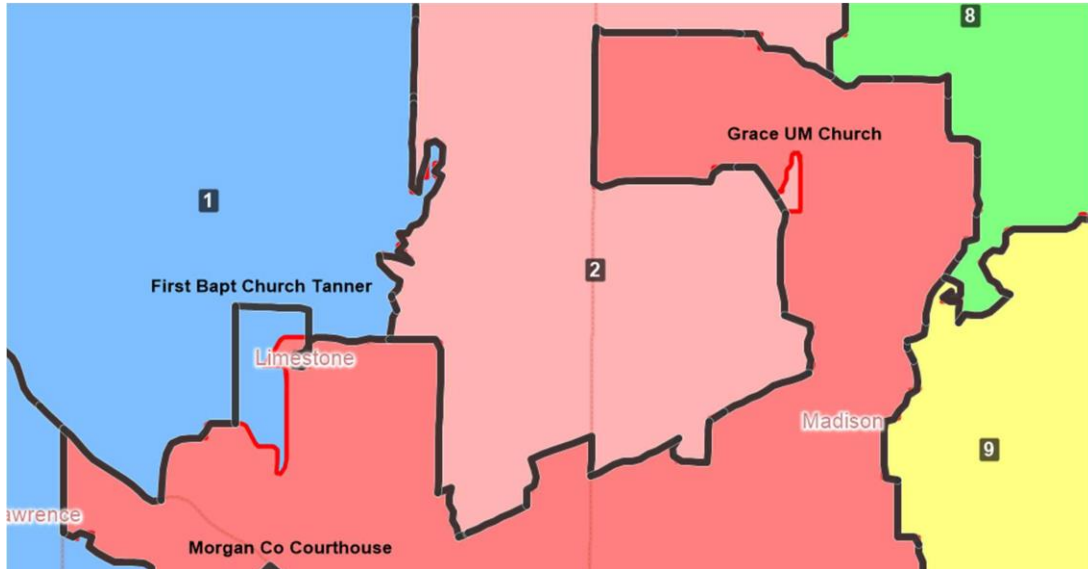 8
Grace UM Church
1
2
First Bapt Church Tanner
Limestone
Madison
9
awrence
Morgan Co Courthouse